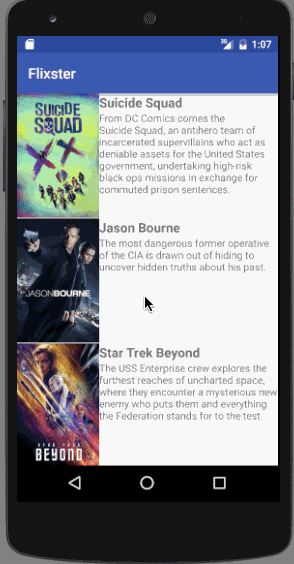 1:07
Flixster
SUICIDE
SQUAD
Suicide Squad
From DC Comics comes the
Suicide Squad, an antihero team of
incarcerated supervillains who act as
deniable assets for the United States
government, undertaking high-risk
black ops missions in exchange for
commuted prison sentences.
JASON BOURNE
Jason Bourne
The most dangerous former operative
of the CIA is drawn out of hiding to
uncover hidden truths about his past.
STAR TREK
BEYOND
Star Trek Beyond
The USS Enterprise crew explores the
furthest reaches of uncharted space,
where they encounter a mysterious new
enemy who puts them and everything
the Federation stands for to the test.